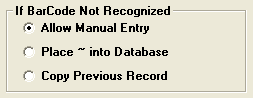 If BarCode Not Recognized
Allow Manual Entry
Place ~ into Database
Copy Previous Record